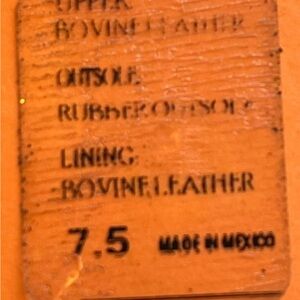 UPPER
BOVINE LEATHER
OUTSOLE
RUBBER OUTSOLE
LINING:
BOVINE LEATHER
7.5 MADE IN MEXICO